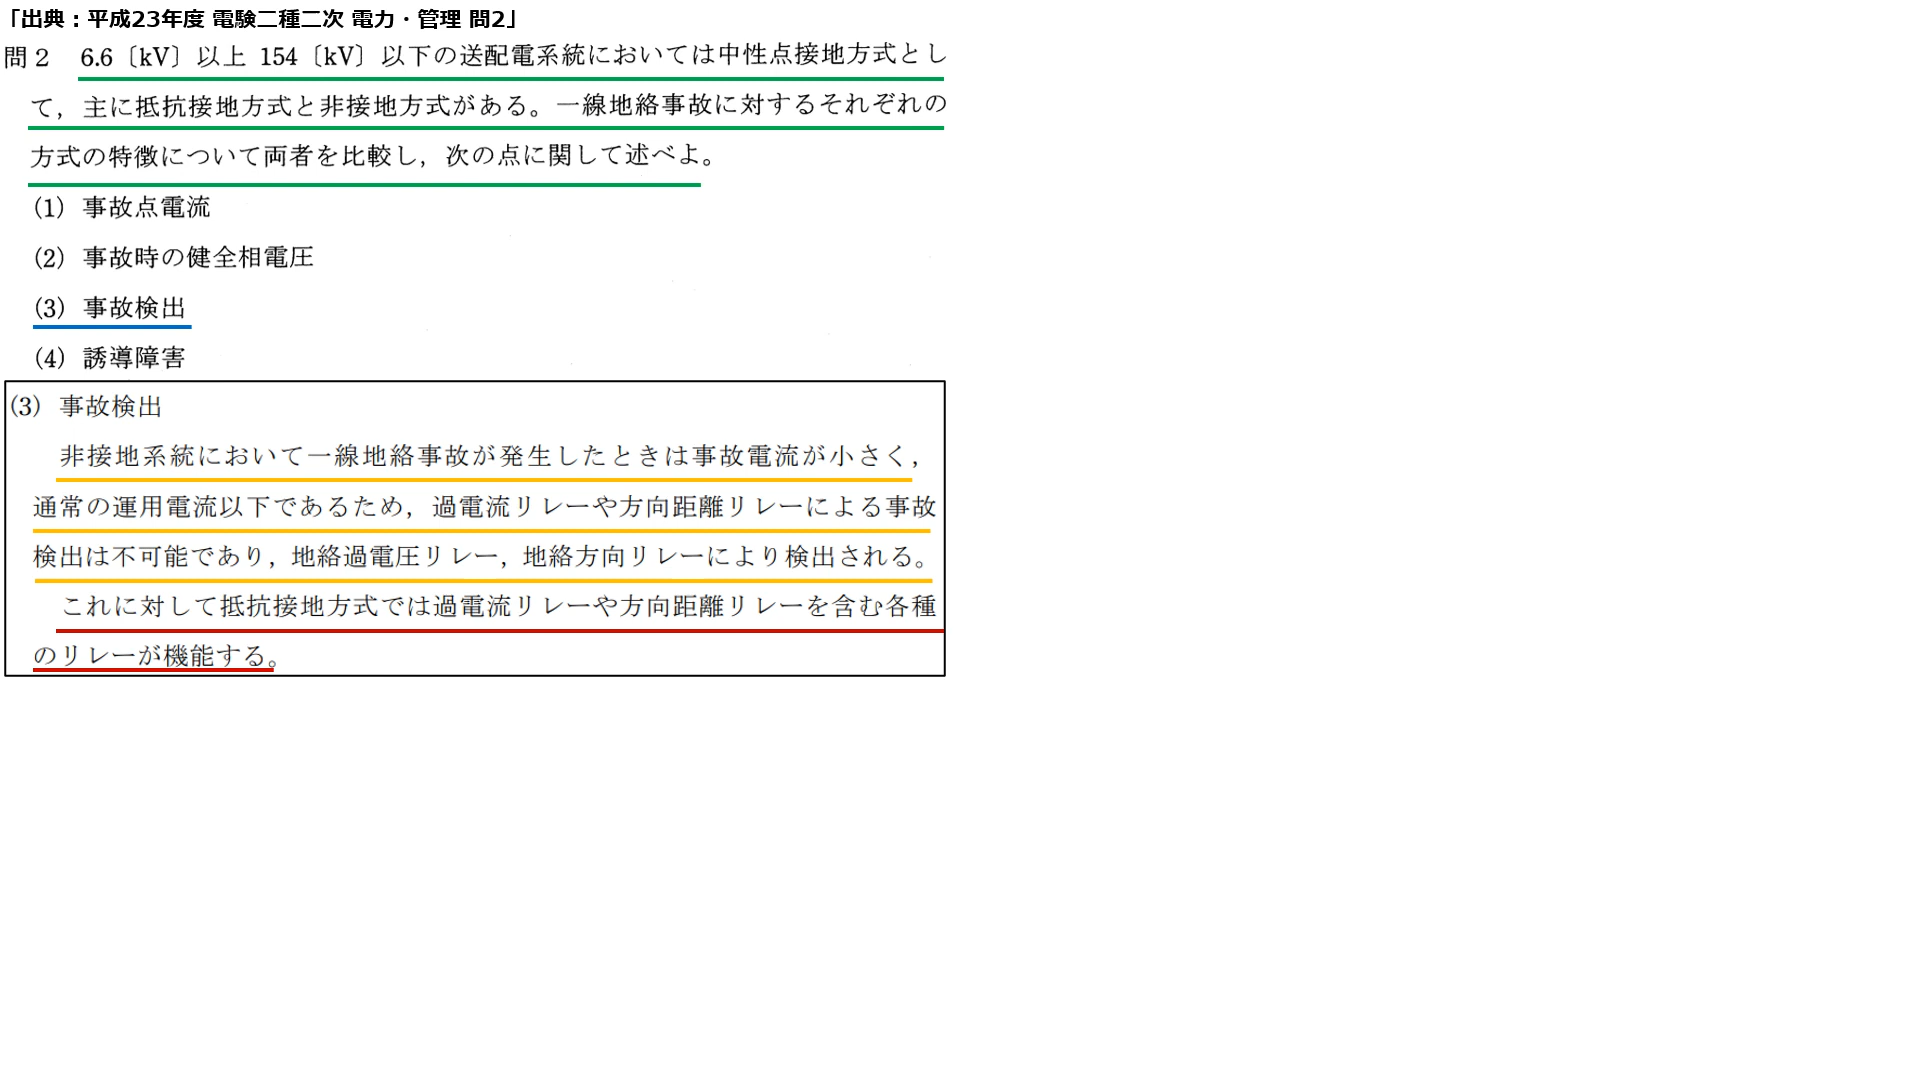 「出典：平成23年度 電験二種二次 電力・管理 問2」
問２ 6.6〔kV〕以上 154〔kV〕以下の送配電系統においては中性点接地方式とし
て，主に抵抗接地方式と非接地方式がある。一線地絡事故に対するそれぞれの
方式の特徴について両者を比較し，次の点に関して述べよ。
(1) 事故点電流
(2) 事故時の健全相電圧
(3) 事故検出
(4) 誘導障害
(3) 事故検出
非接地系統において一線地絡事故が発生したときは事故電流が小さく，
通常の運用電流以下であるため，過電流リレーや方向距離リレーによる事故
検出は不可能であり，地絡過電圧リレー，地絡方向リレーにより検出される。
これに対して抵抗接地方式では過電流リレーや方向距離リレーを含む各種
のリレーが機能する。